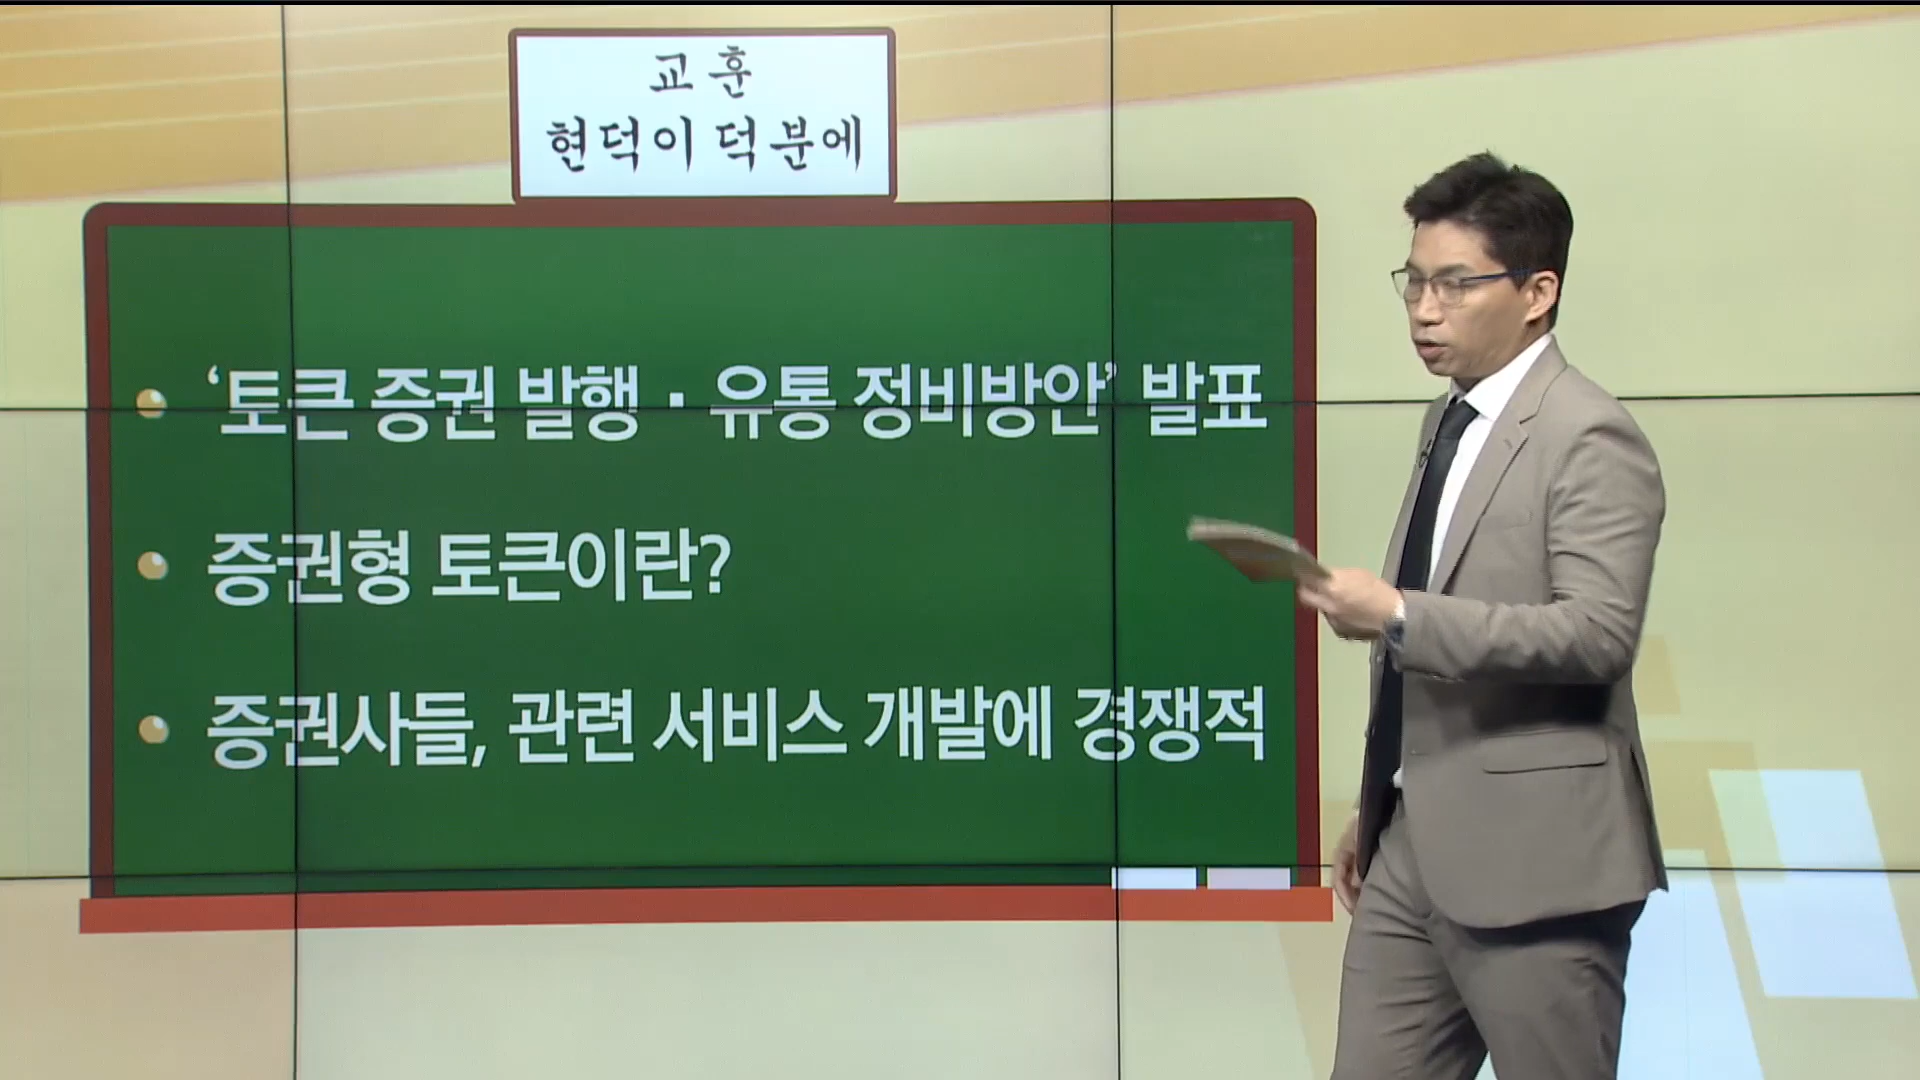 교훈
현덕이 덕분에
‘토큰 증권 발행·유통 정비방안’ 발표
증권형 토큰이란?
증권사들, 관련 서비스 개발에 경쟁적